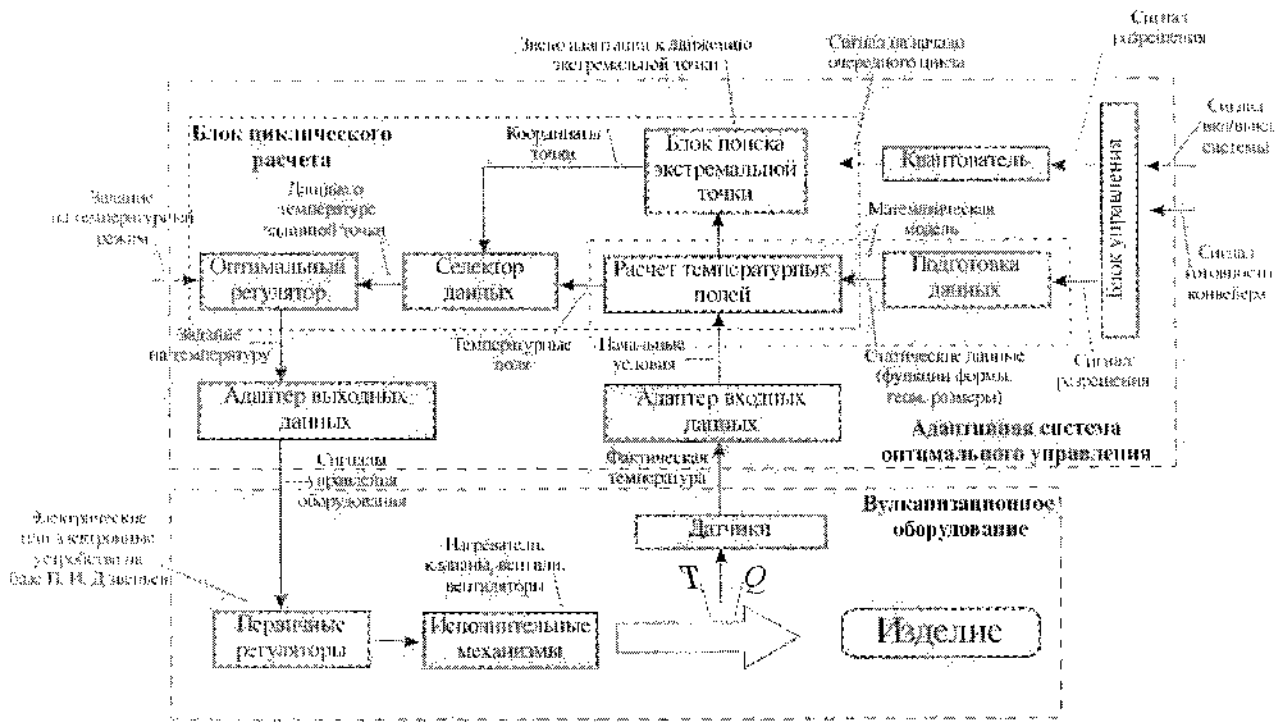 Звено адаптации к движению
экстремальной точки
Сигнал на начало
очередного цикла
Сигнал
разрешения
Блок циклического
расчета
Координаты
точки
Блок поиска
экстремальной
точки
Квантователь
Блок управления
Сигнал
вкл/выкл
системы
Задание
на температурный
режим
Данные о
температуре
заданной точки
Математическая
модель
Оптимальный
регулятор
Селектор
данных
Расчет температурных
полей
Подготовка
данных
Сигнал
готовности
конвейера
Задание
на температуру
Температурные
поля
Начальные
условия
Статические данные
(функции формы,
геом. размеры)
Сигнал
разрешения
Адаптер выходных
данных
Адаптер входных
данных
Адаптивная система
оптимального управления
Сигналы
управления
оборудования
Фактическая
температура
Вулканизационное
оборудование
Электрические
или электронные
устройства на
базе П, И, Д звеньев
Датчики
Нагреватели,
клапана, вентили,
вентиляторы
T Q
Первичные
регуляторы
Исполнительные
механизмы
Изделие